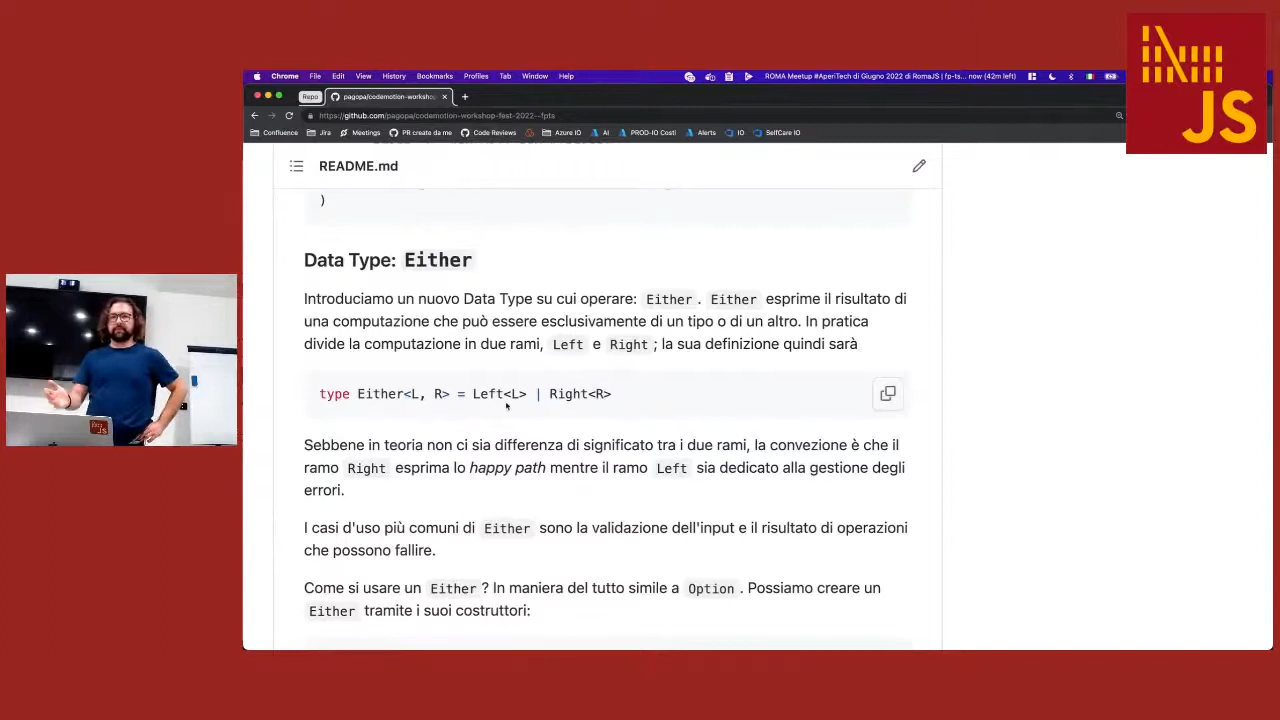 JS
Chrome File Edit View History Bookmarks Profiles Tab Window Help ROMA Meetup #AperiTech di Giugno 2022 di RomaJS | fp-ts... now (42m left)
Repo pagopa/codemotion-workshop-
https://github.com/pagopa/codemotion-workshop-fest-2022--fpts
Confluence Jira Meetings PR create da me Code Reviews Azure IO AI PROD-IO Costi Alerts IO SelfCare IO
README.md
)
Data Type: Either
Introduciamo un nuovo Data Type su cui operare: Either . Either esprime il risultato di
una computazione che può essere esclusivamente di un tipo o di un altro. In pratica
divide la computazione in due rami, Left e Right ; la sua definizione quindi sarà
type Either<L, R> = Left<L> | Right<R>
Sebbene in teoria non ci sia differenza di significato tra i due rami, la convezione è che il
ramo Right esprima lo happy path mentre il ramo Left sia dedicato alla gestione degli
errori.
I casi d'uso più comuni di Either sono la validazione dell'input e il risultato di operazioni
che possono fallire.
Come si usare un Either ? In maniera del tutto simile a Option . Possiamo creare un
Either tramite i suoi costruttori: